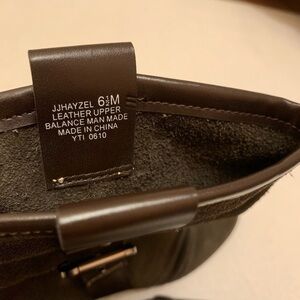 JJHAYZEL 6½M
LEATHER UPPER
BALANCE MAN MADE
MADE IN CHINA
YTI 0610